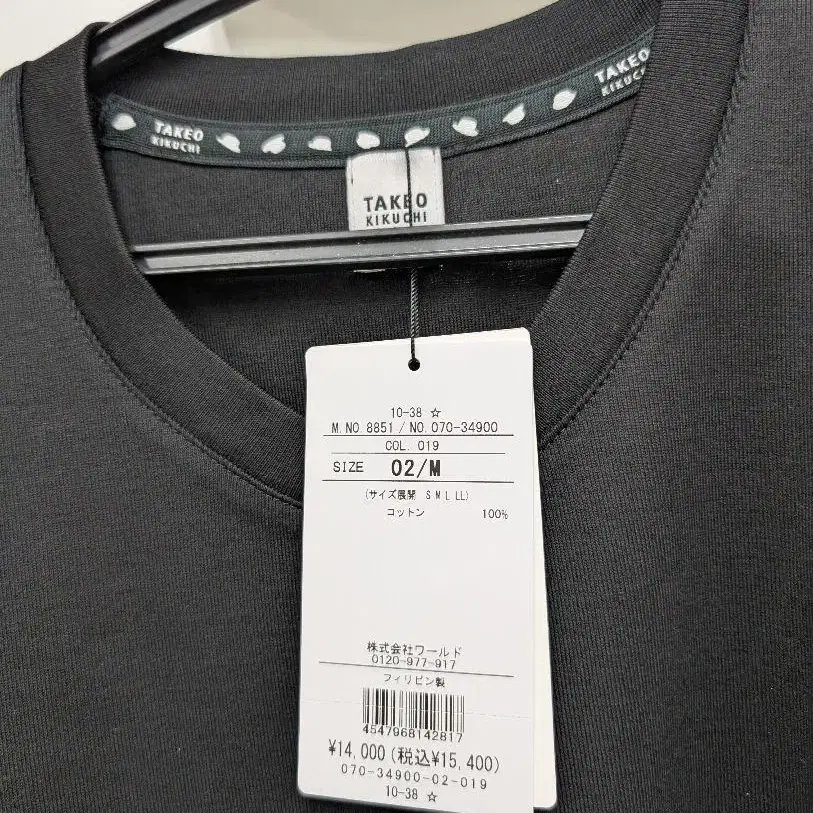 TAKEO
KIKUCHI
TAKEO
KIKUCHI
TAKEO
KIKUCHI
10-38 ☆
M.NO.8851 / NO.070-34900
COL. 019
SIZE 02/M
(サイズ展開 S M L LL)
コットン 100%
株式会社ワールド
0120-977-917
フィリピン製
4547968142817
¥14,000(税込¥15,400)
070-34900-02-019
10-38 ☆